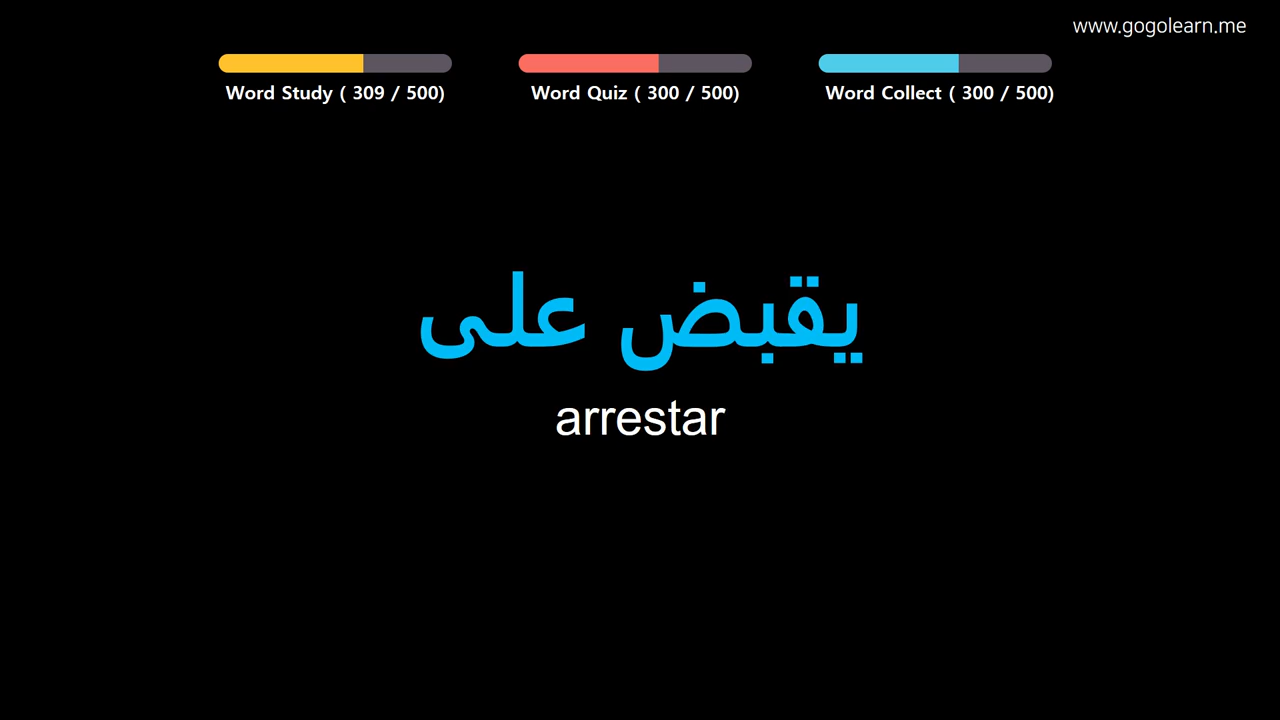 www.gogolearn.me
Word Study ( 309 / 500)
Word Quiz ( 300 / 500)
Word Collect ( 300 / 500)
يقبض على
arrestar